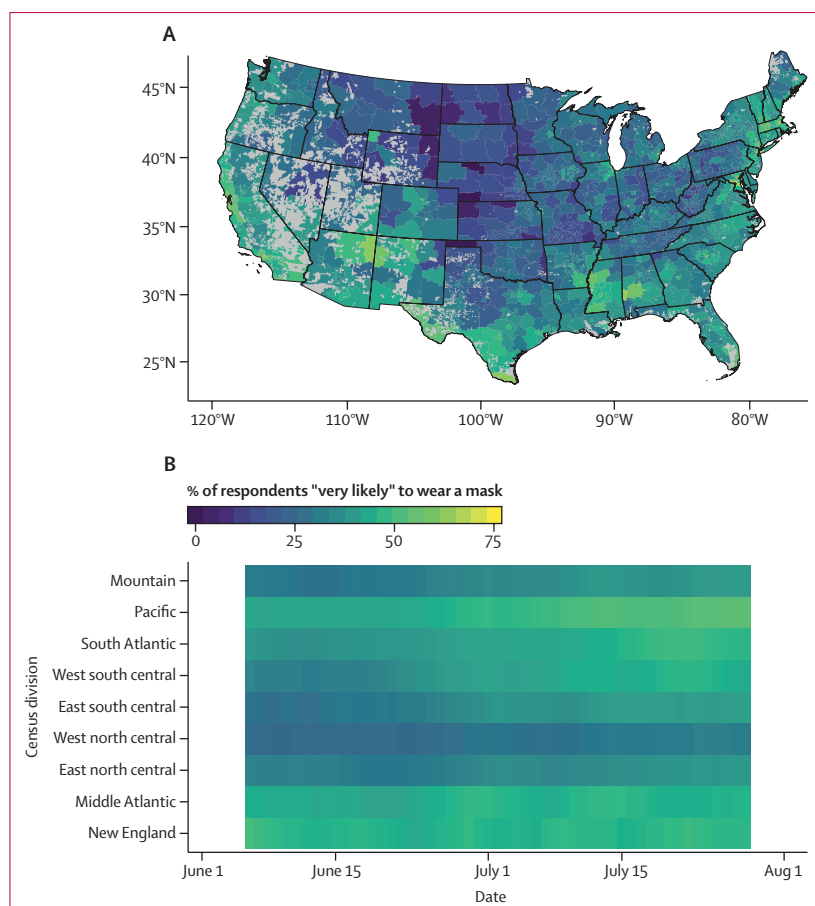 A
45°N
40°N
35°N
30°N
25°N
120°W 110°W 100°W 90°W 80°W
B
% of respondents "very likely" to wear a mask
0 25 50 75
Census division
Mountain
Pacific
South Atlantic
West south central
East south central
West north central
East north central
Middle Atlantic
New England
June 1 June 15 July 1 July 15 Aug 1
Date